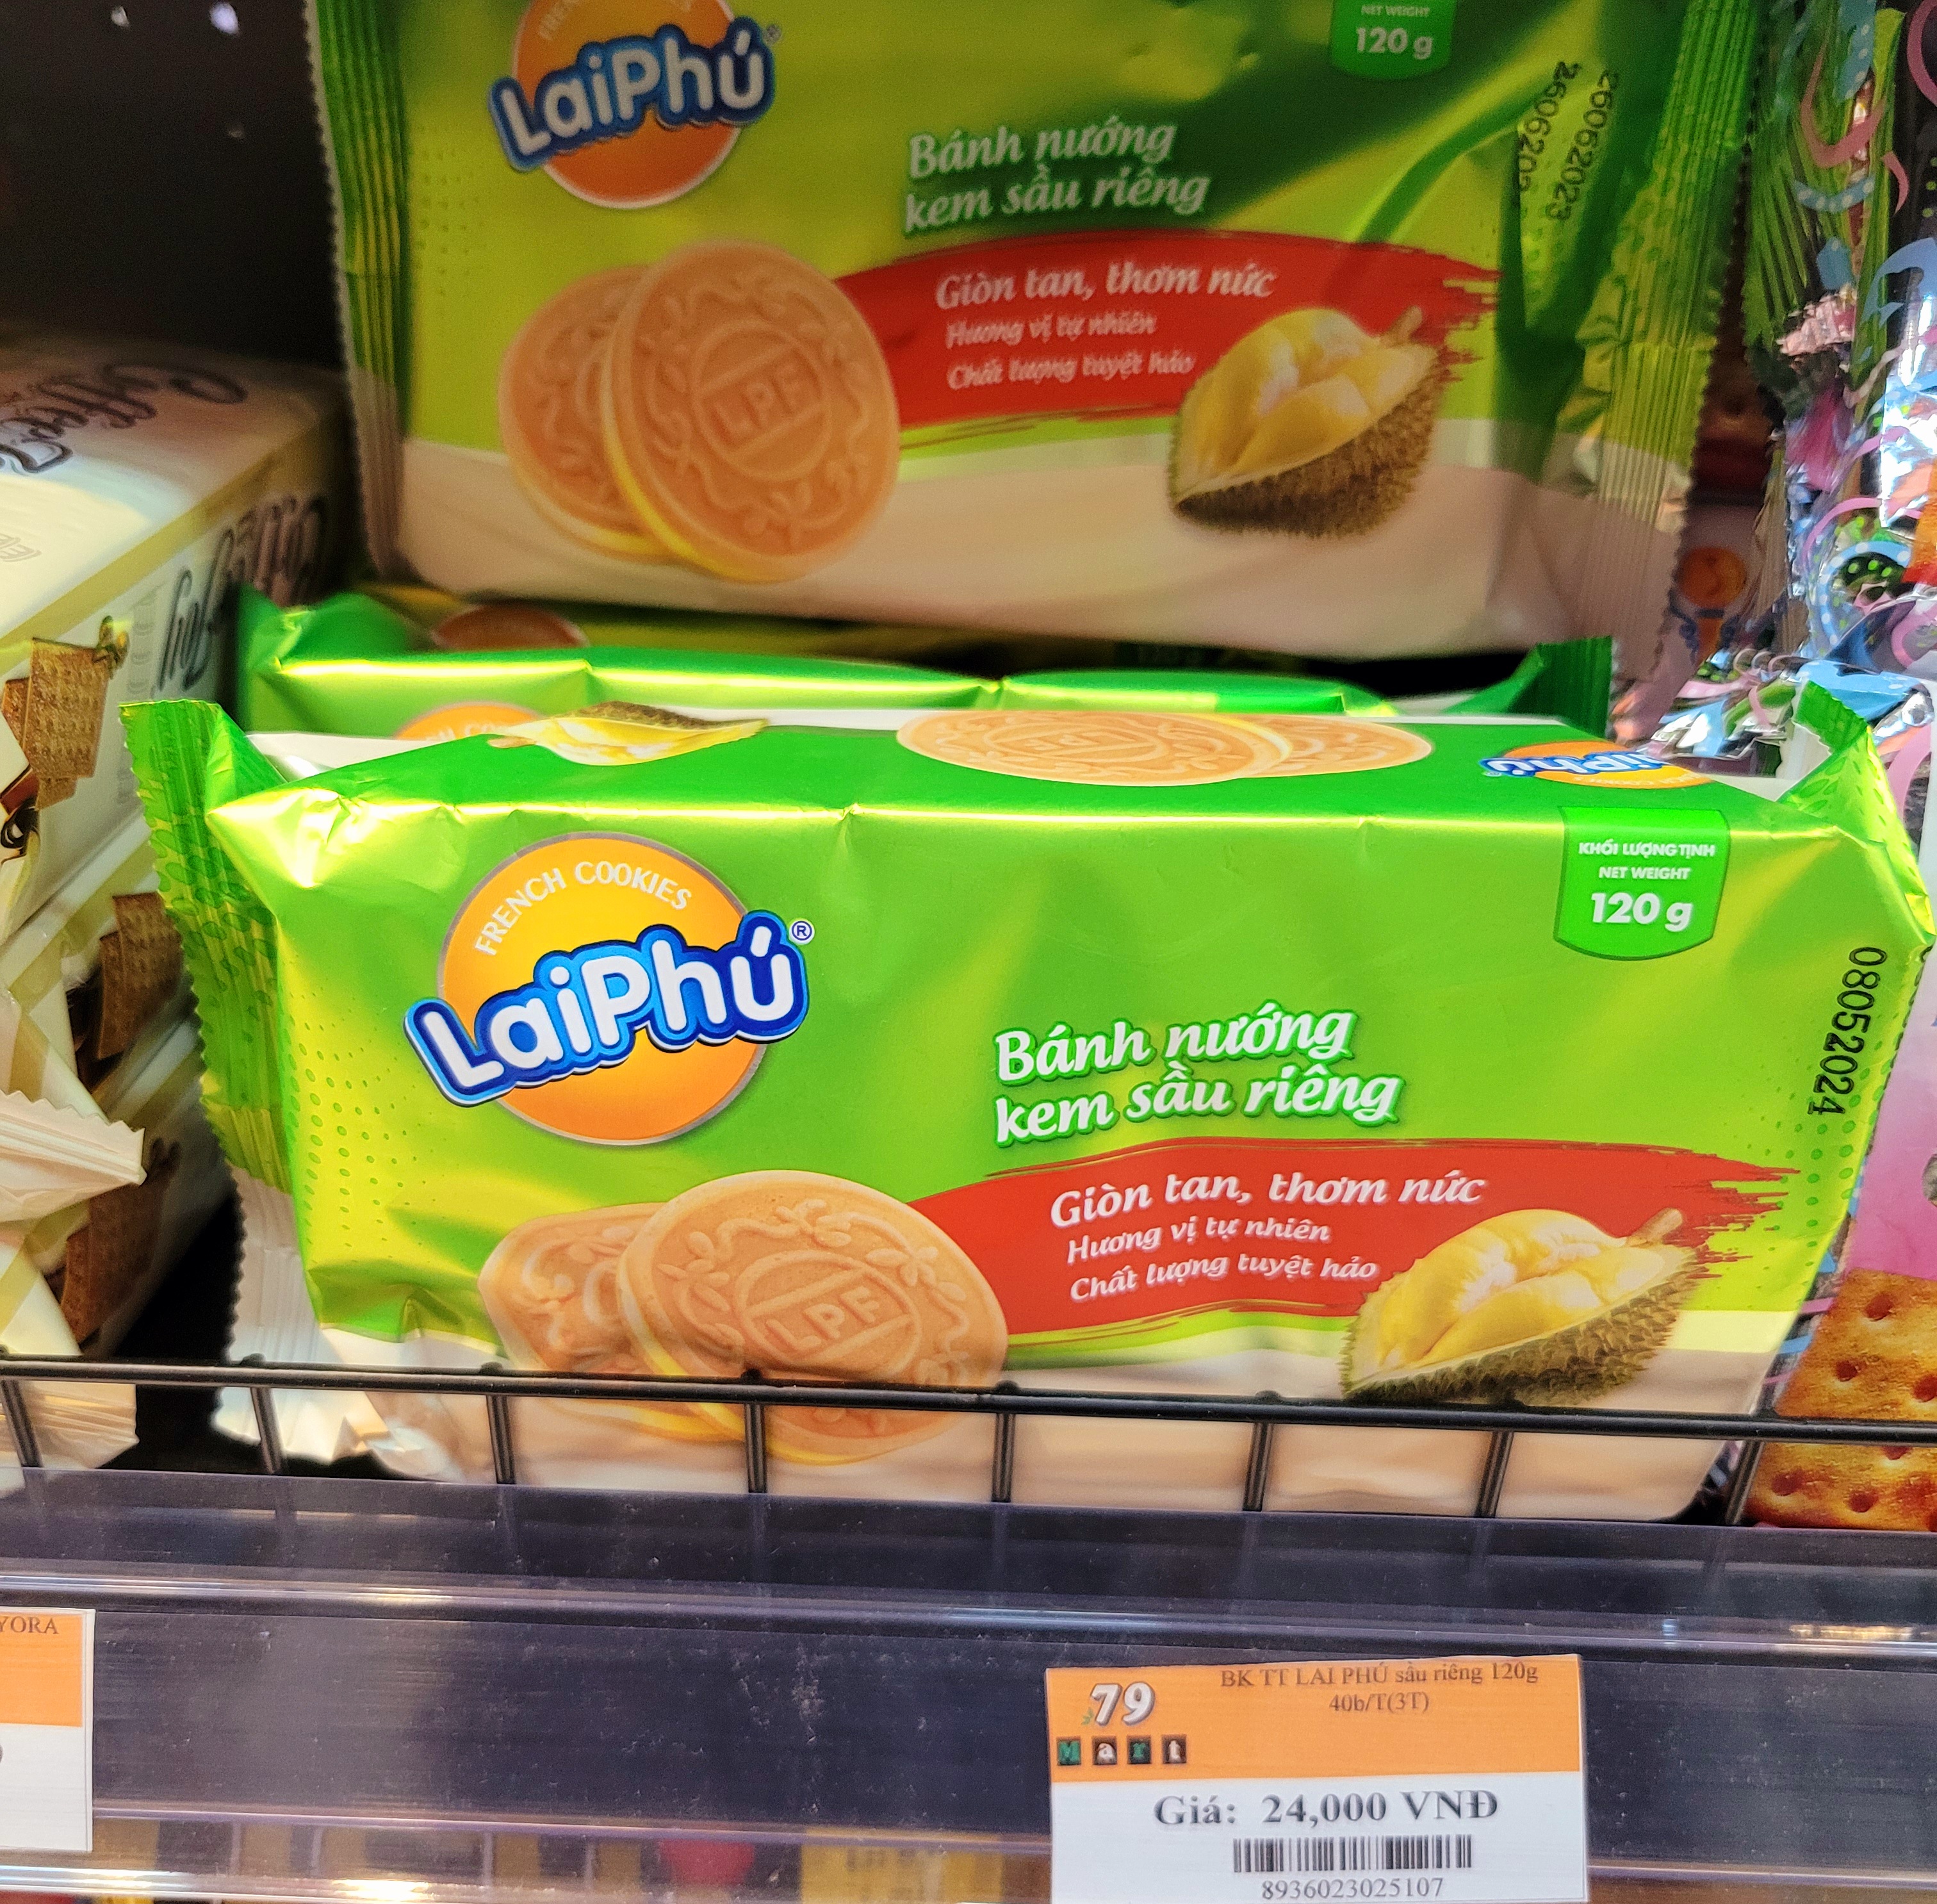 LaiPhú
®
NET WEIGHT
120 g
Bánh nướng
kem sầu riêng
Giòn tan, thơm nức
Hương vị tự nhiên
Chất lượng tuyệt hảo
26062023
LPF
Coffee
FRENCH COOKIES
LaiPhú
®
KHỐI LƯỢNG TỊNH
NET WEIGHT
120 g
08052024
Bánh nướng
kem sầu riêng
Giòn tan, thơm nức
Hương vị tự nhiên
Chất lượng tuyệt hảo
LPF
YORA
79
Mart
BK TT LAI PHÚ sầu riêng 120g
40b/T(3T)
Giá: 24,000 VNĐ
8936023025107